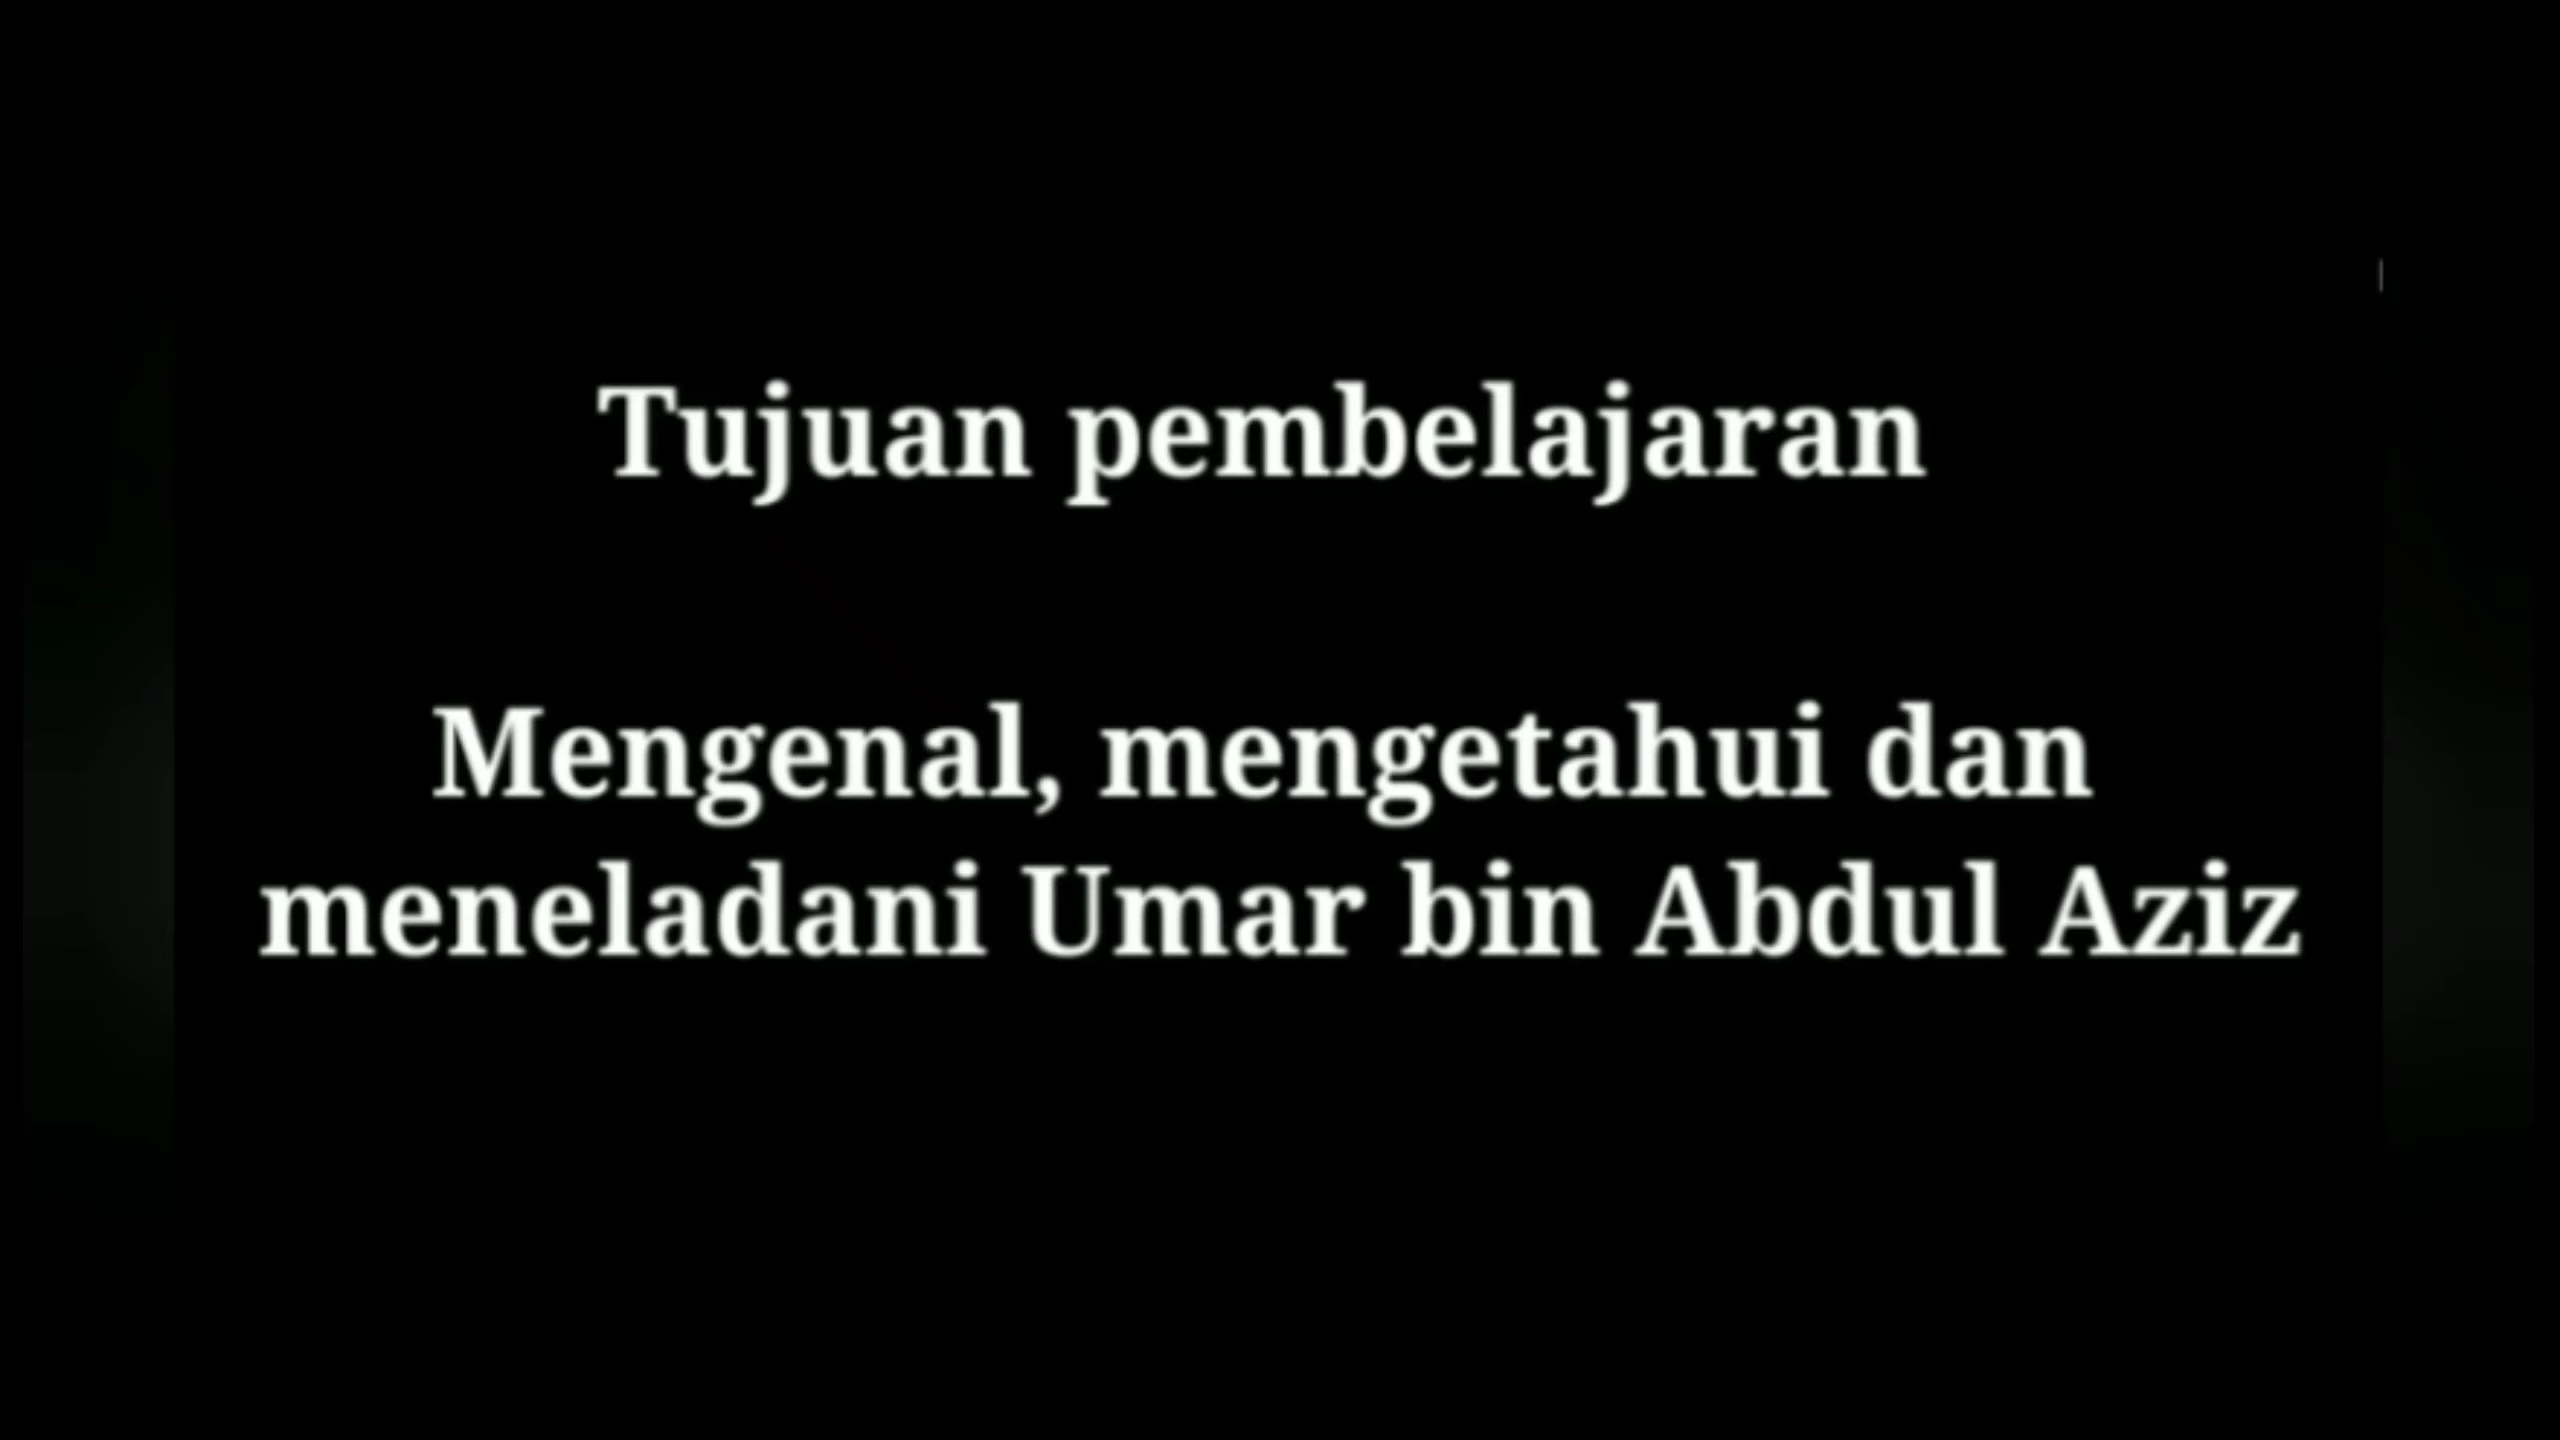 Tujuan pembelajaran
Mengenal, mengetahui dan
meneladani Umar bin Abdul Aziz